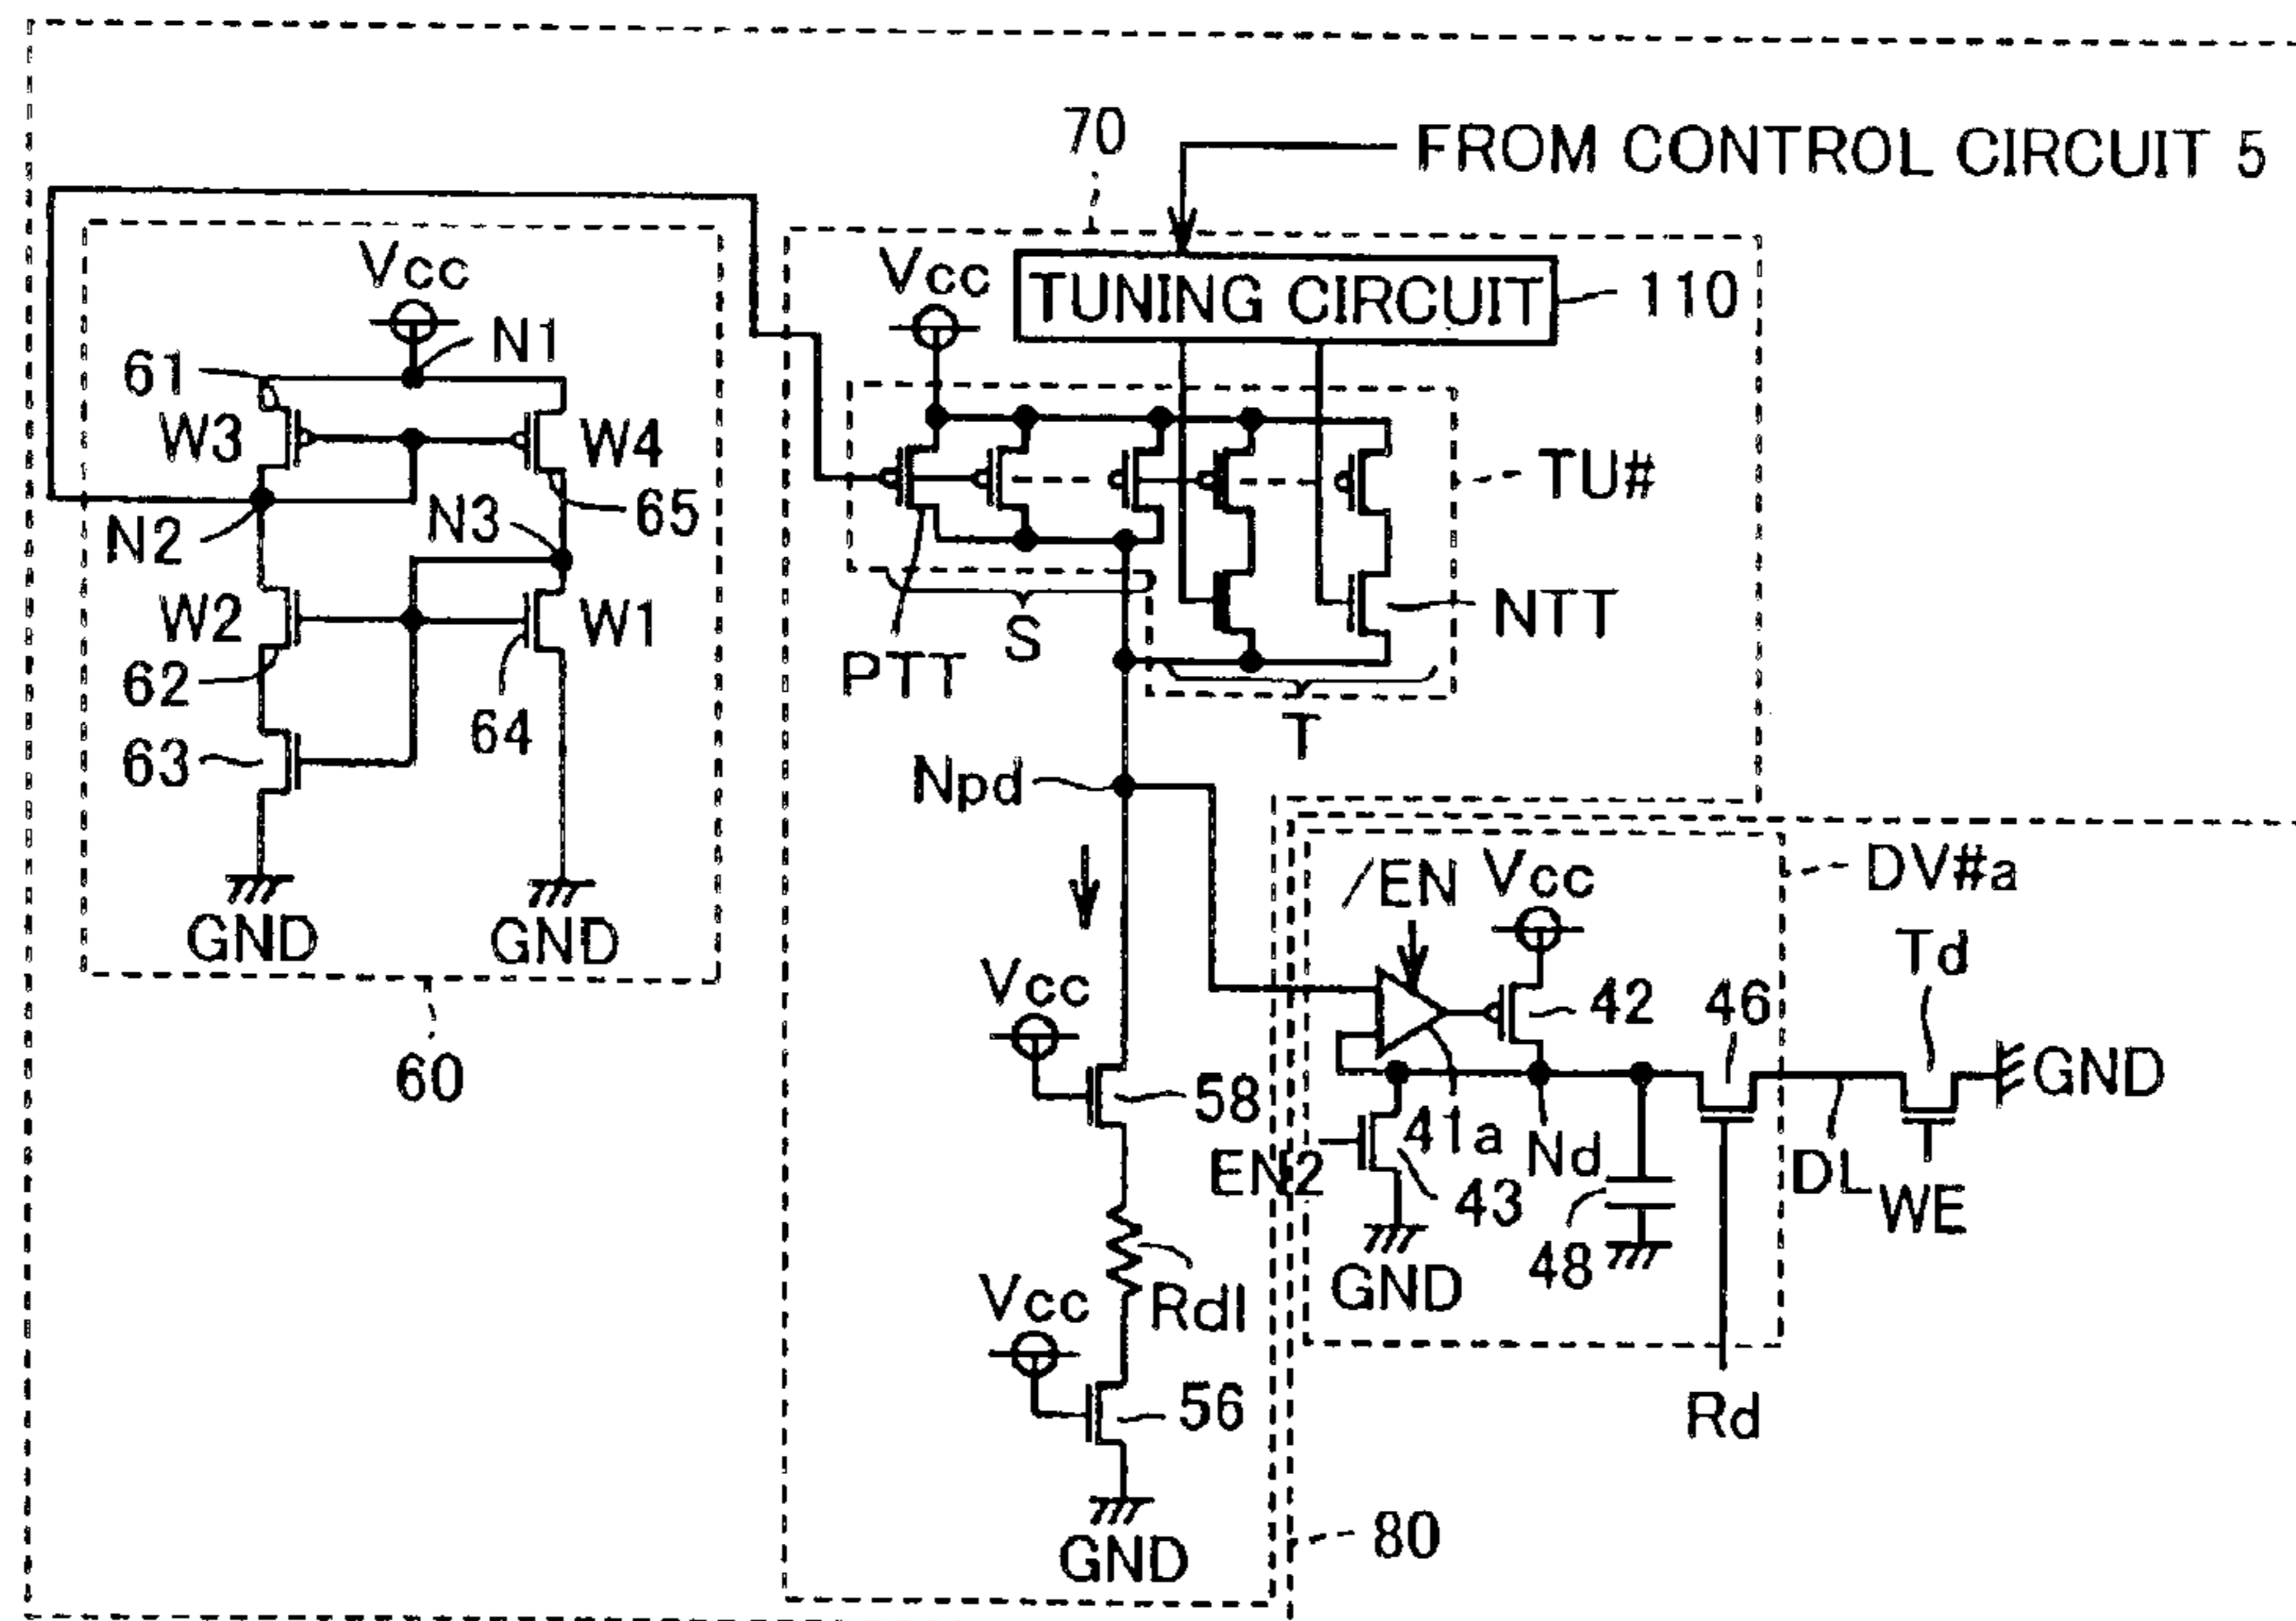 70
FROM CONTROL CIRCUIT 5
Vcc
N1
61
W3
W4
N2
N3
65
W2
62
W1
63
64
GND
GND
60
Vcc
TUNING CIRCUIT
110
TU#
PTT
S
NTT
T
Npd
Vcc
58
Rdl
Vcc
56
GND
/EN
Vcc
DV#a
42
46
Td
GND
41a
Nd
EN2
43
GND
48
DL
WE
Rd
80